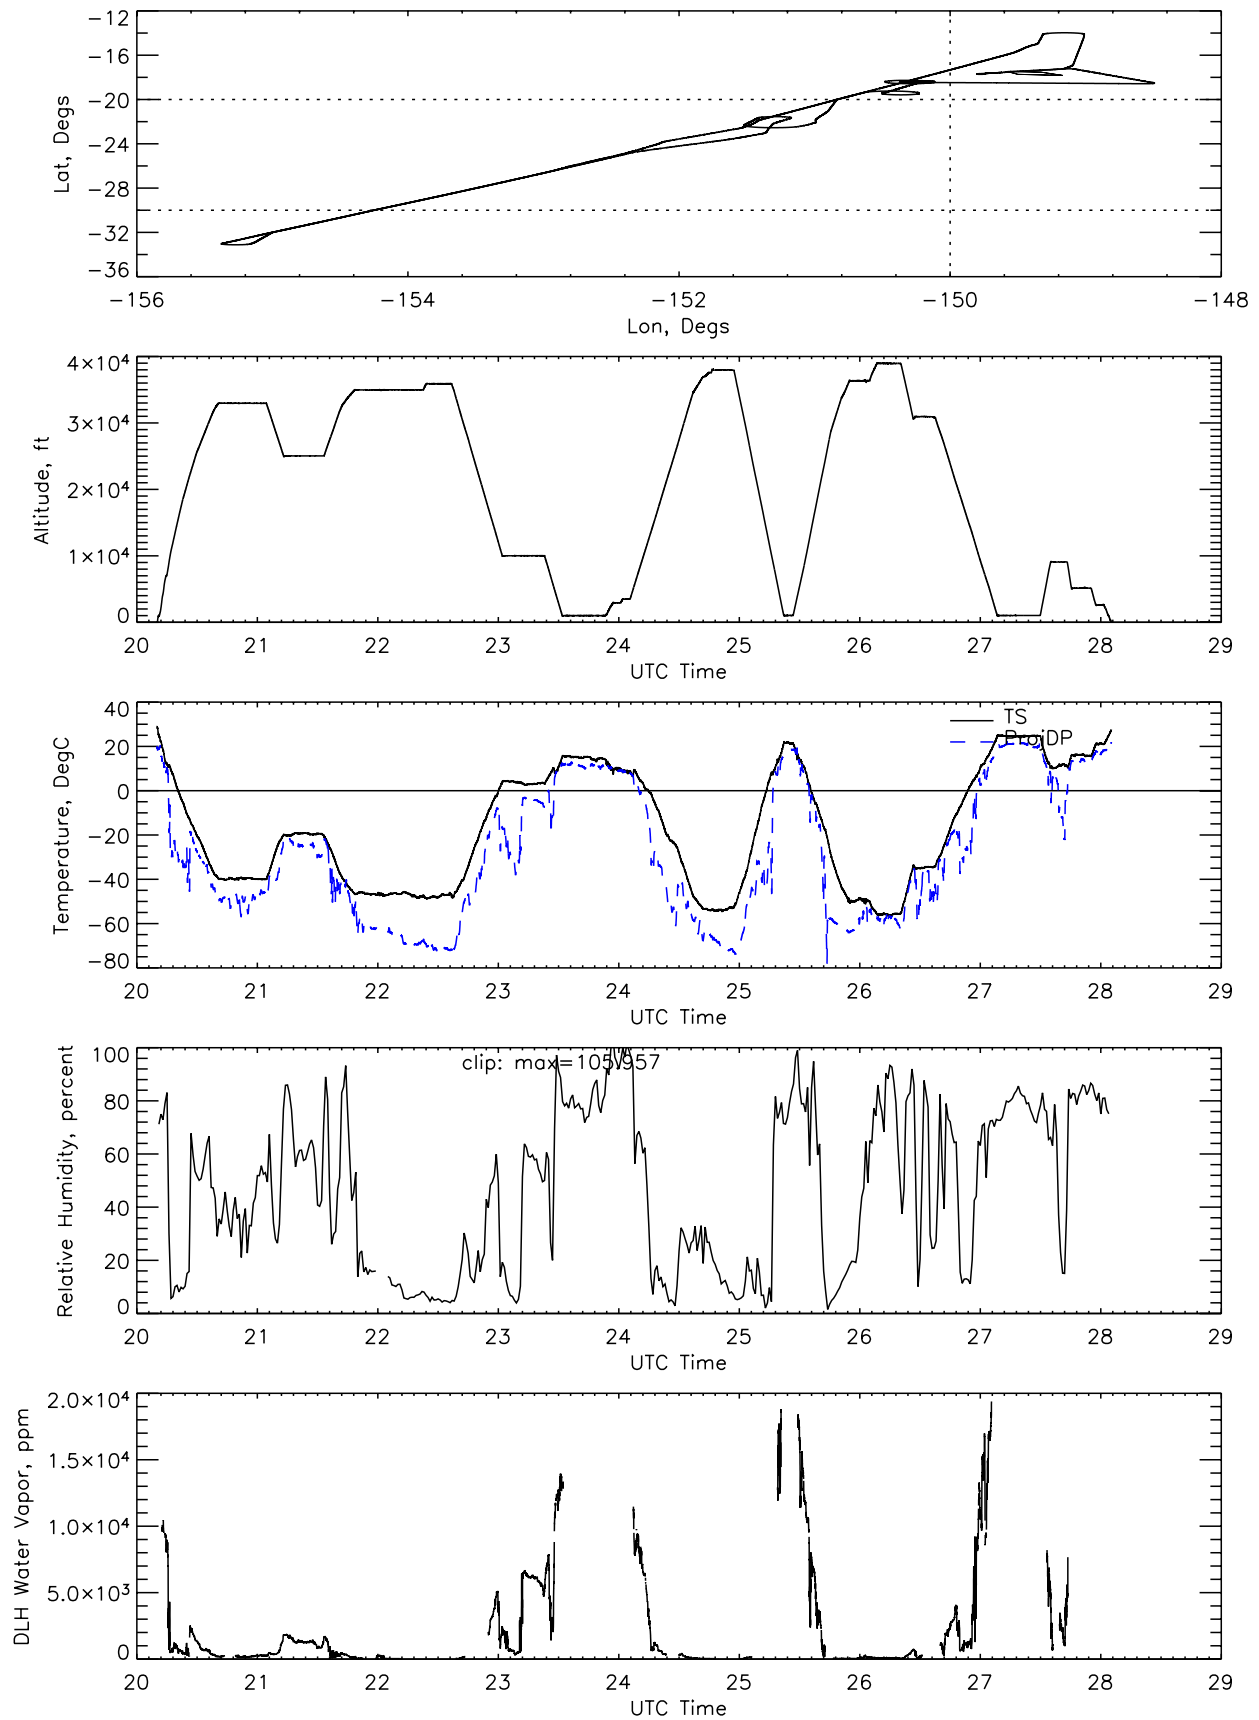 -12
-16
-20
-24
-28
-32
-36
Lat, Degs
-156 -154 -152 -150 -148
Lon, Degs
4×10⁴
3×10⁴
2×10⁴
1×10⁴
0
Altitude, ft
20 21 22 23 24 25 26 27 28 29
UTC Time
40
20
0
-20
-40
-60
-80
Temperature, DegC
TS
ProjDP
20 21 22 23 24 25 26 27 28 29
UTC Time
100
80
60
40
20
0
Relative Humidity, percent
clip: max=105.957
20 21 22 23 24 25 26 27 28 29
UTC Time
2.0×10⁴
1.5×10⁴
1.0×10⁴
5.0×10³
0
DLH Water Vapor, ppm
20 21 22 23 24 25 26 27 28 29
UTC Time